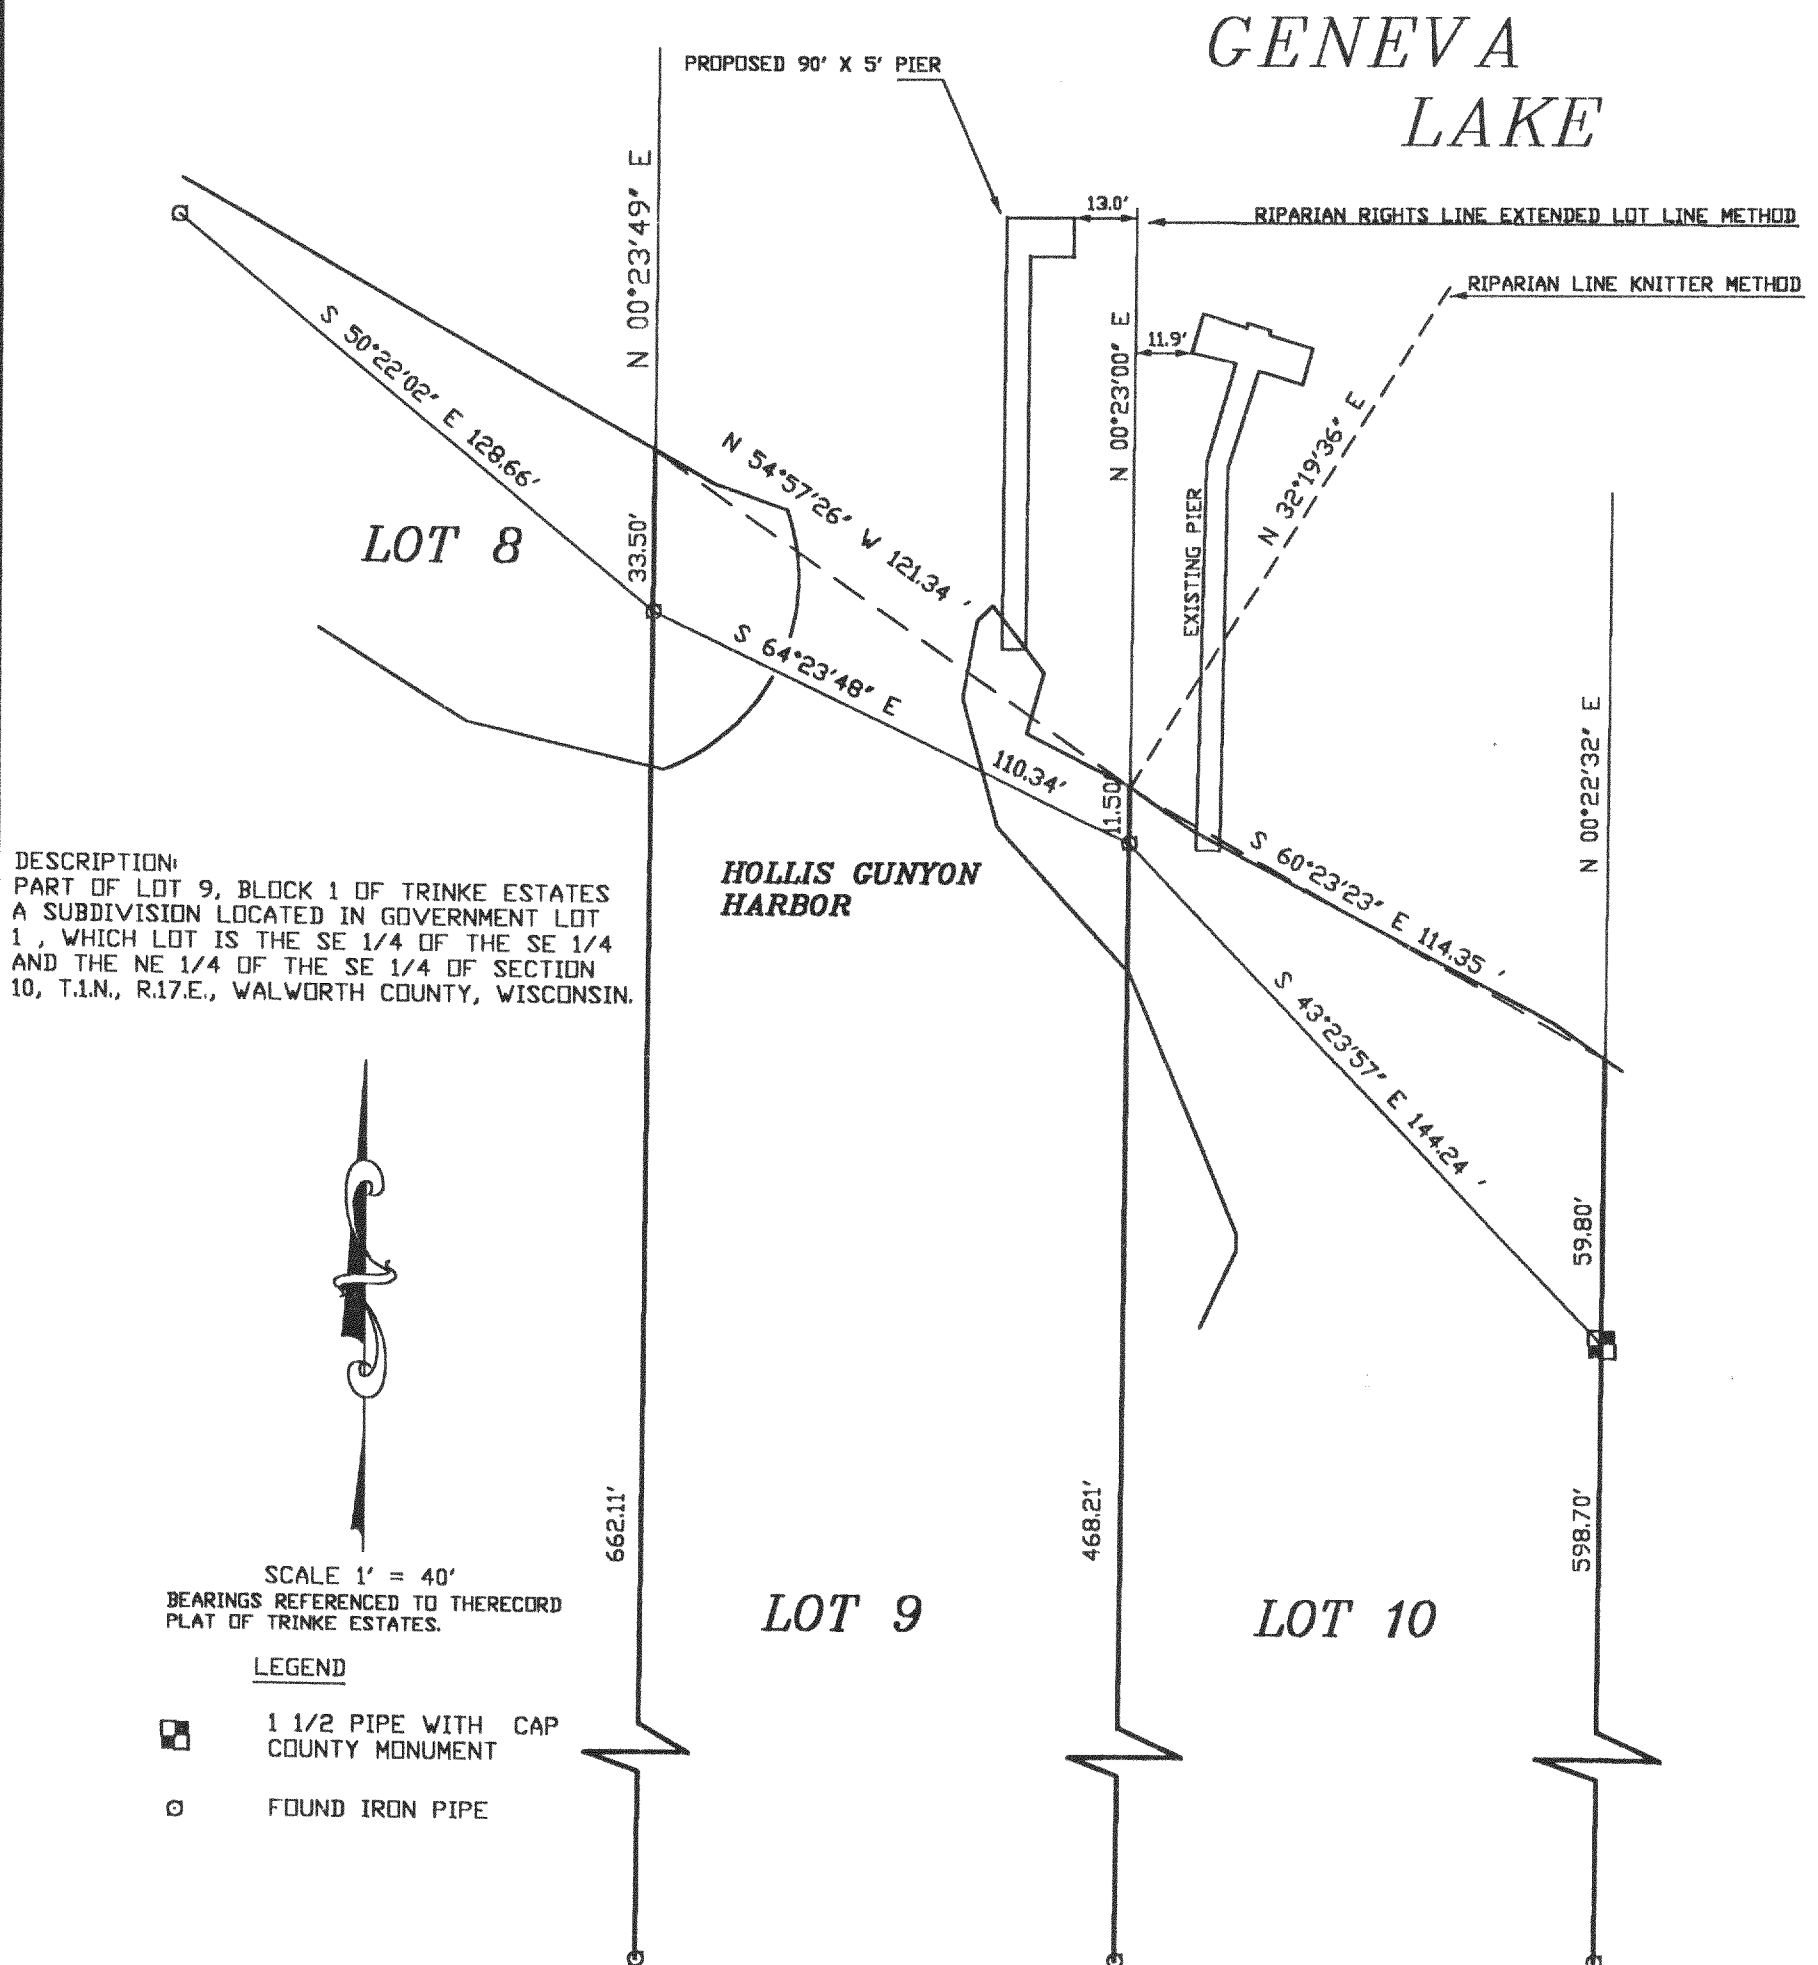 GENEVA
LAKE
PROPOSED 90' X 5' PIER
13.0'
RIPARIAN RIGHTS LINE EXTENDED LOT LINE METHOD
RIPARIAN LINE KNITTER METHOD
N 00°23'49" E
S 50°22'02" E 128.66'
N 00°23'00" E
11.9'
N 32°19'36" E
N 54°57'26" W 121.34 '
EXISTING PIER
LOT 8
33.50'
S 64°23'48" E
110.34'
11.50'
N 00°22'32" E
S 60°23'23" E 114.35 '
DESCRIPTION:
PART OF LOT 9, BLOCK 1 OF TRINKE ESTATES
A SUBDIVISION LOCATED IN GOVERNMENT LOT
1 , WHICH LOT IS THE SE 1/4 OF THE SE 1/4
AND THE NE 1/4 OF THE SE 1/4 OF SECTION
10, T.1.N., R.17.E., WALWORTH COUNTY, WISCONSIN.
HOLLIS GUNYON
HARBOR
S 43°23'57" E 144.24 '
59.80'
662.11'
468.21'
598.70'
SCALE 1' = 40'
BEARINGS REFERENCED TO THERECORD
PLAT OF TRINKE ESTATES.
LOT 9
LOT 10
LEGEND
1 1/2 PIPE WITH CAP
COUNTY MONUMENT
FOUND IRON PIPE